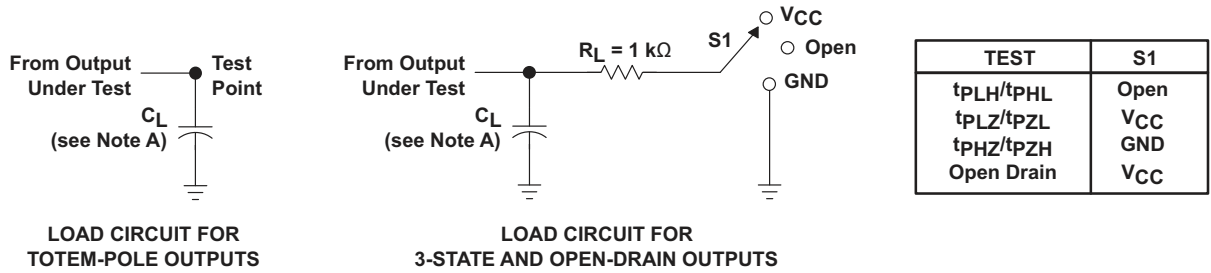 From Output
Under Test
Test
Point
CL
(see Note A)
LOAD CIRCUIT FOR
TOTEM-POLE OUTPUTS
From Output
Under Test
RL = 1 kΩ
S1
VCC
Open
GND
CL
(see Note A)
LOAD CIRCUIT FOR
3-STATE AND OPEN-DRAIN OUTPUTS
TEST S1
tPLH/tPHL Open
tPLZ/tPZL VCC
tPHZ/tPZH GND
Open Drain VCC